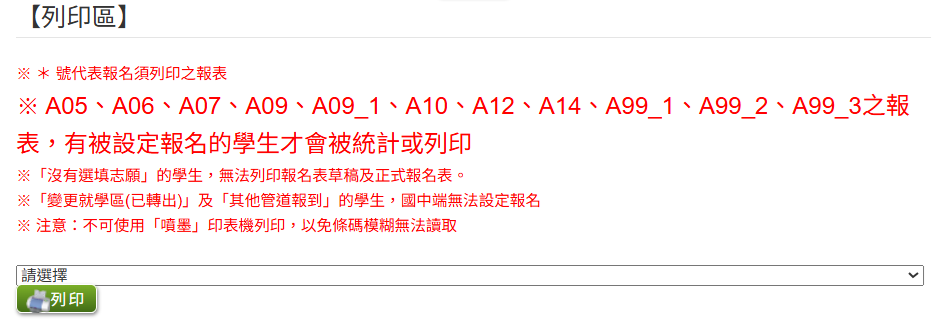 【列印區】
※ ＊ 號代表報名須列印之報表
※ A05、A06、A07、A09、A09_1、A10、A12、A14、A99_1、A99_2、A99_3之報
表，有被設定報名的學生才會被統計或列印
※「沒有選填志願」的學生，無法列印報名表草稿及正式報名表。
※「變更就學區(已轉出)」及「其他管道報到」的學生，國中端無法設定報名
※ 注意：不可使用「噴墨」印表機列印，以免條碼模糊無法讀取
請選擇
列印